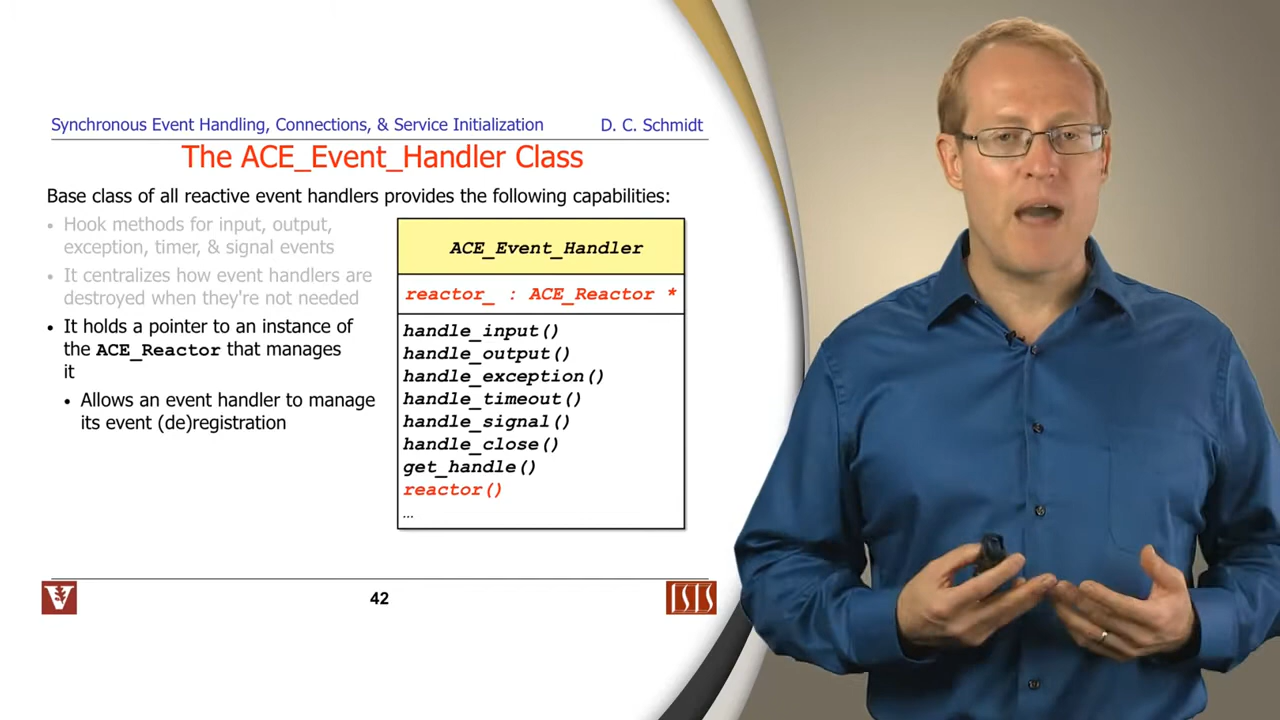 Synchronous Event Handling, Connections, & Service Initialization D. C. Schmidt
The ACE_Event_Handler Class
Base class of all reactive event handlers provides the following capabilities:
• Hook methods for input, output,
exception, timer, & signal events
• It centralizes how event handlers are
destroyed when they're not needed
• It holds a pointer to an instance of
the ACE_Reactor that manages
it
• Allows an event handler to manage
its event (de)registration
ACE_Event_Handler
reactor_ : ACE_Reactor *
handle_input()
handle_output()
handle_exception()
handle_timeout()
handle_signal()
handle_close()
get_handle()
reactor()
…
V
42
ISIS